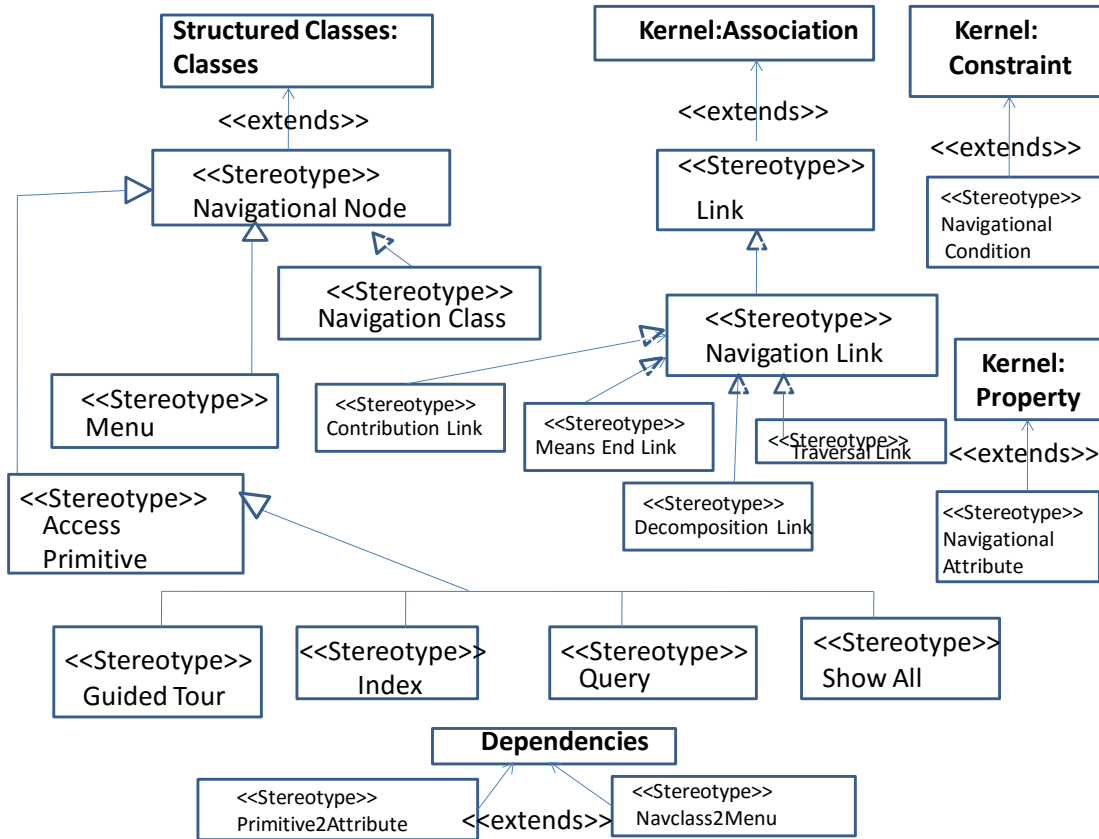 Structured Classes:
Classes
<<extends>>
<<Stereotype>>
Navigational Node
<<Stereotype>>
Navigation Class
<<Stereotype>>
Menu
<<Stereotype>>
Access
Primitive
Kernel:Association
<<extends>>
<<Stereotype>>
Link
<<Stereotype>>
Navigation Link
<<Stereotype>>
Contribution Link
<<Stereotype>>
Means End Link
<<Stereotype>>
Traversal Link
<<Stereotype>>
Decomposition Link
Kernel:
Constraint
<<extends>>
<<Stereotype>>
Navigational
Condition
Kernel:
Property
<<extends>>
<<Stereotype>>
Navigational
Attribute
<<Stereotype>>
Guided Tour
<<Stereotype>>
Index
<<Stereotype>>
Query
<<Stereotype>>
Show All
Dependencies
<<Stereotype>>
Primitive2Attribute
<<extends>>
<<Stereotype>>
Navclass2Menu